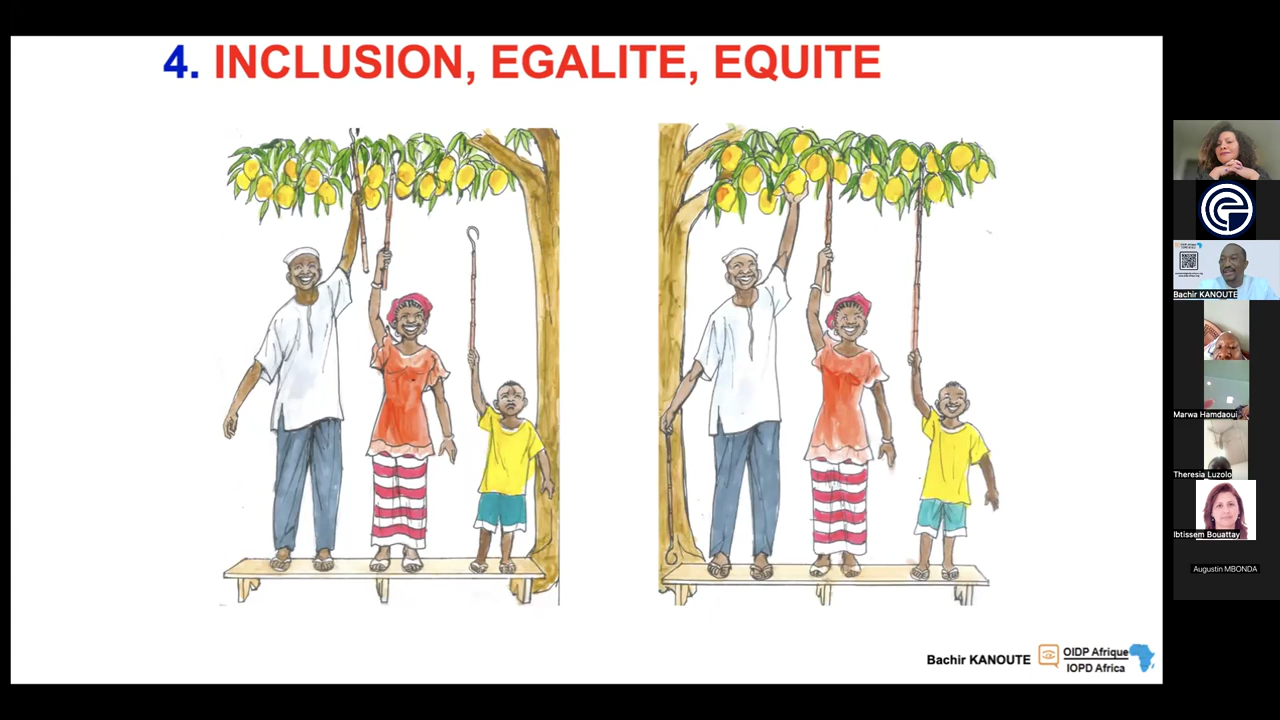 4. INCLUSION, EGALITE, EQUITE
Bachir KANOUTE
OIDP Afrique
IOPD Africa
Bachir KANOUTE
Marwa Hamdaoui
Theresia Luzolo
Ibtissem Bouattay
Augustin MBONDA